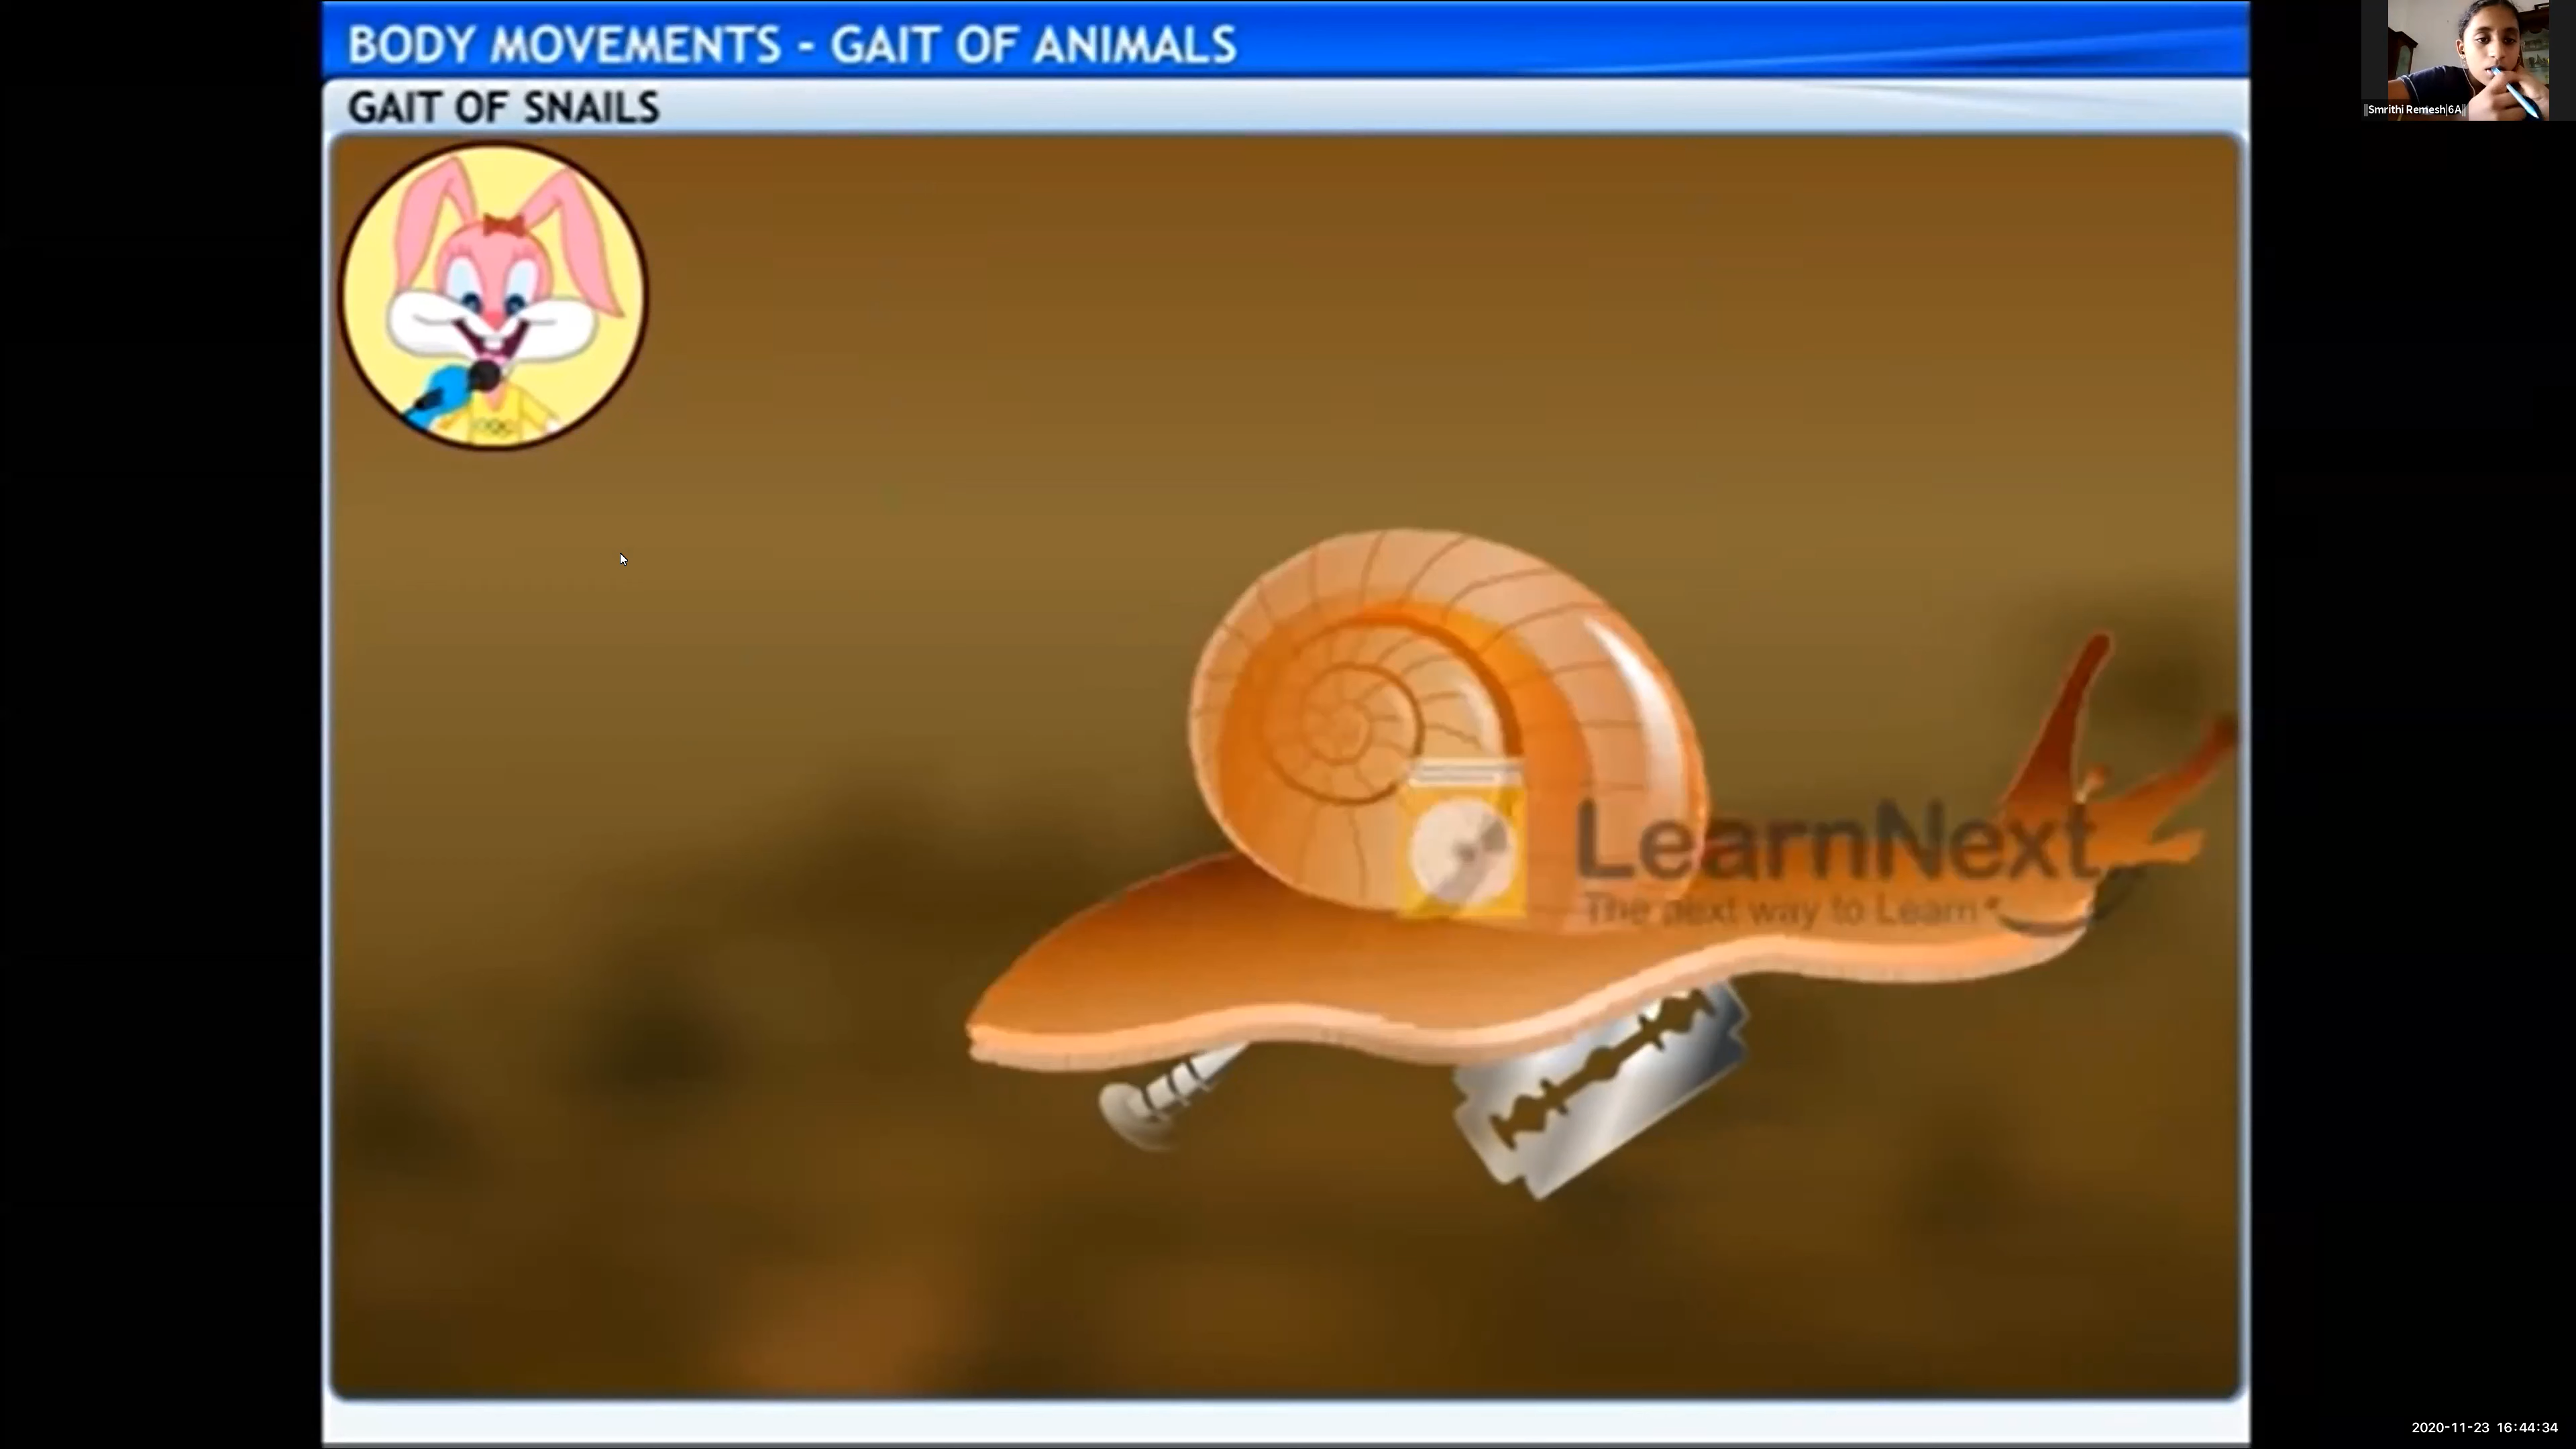 BODY MOVEMENTS - GAIT OF ANIMALS
GAIT OF SNAILS
||Smrithi Remesh|6A||
LearnNext
The next way to Learn
2020-11-23 16:44:34